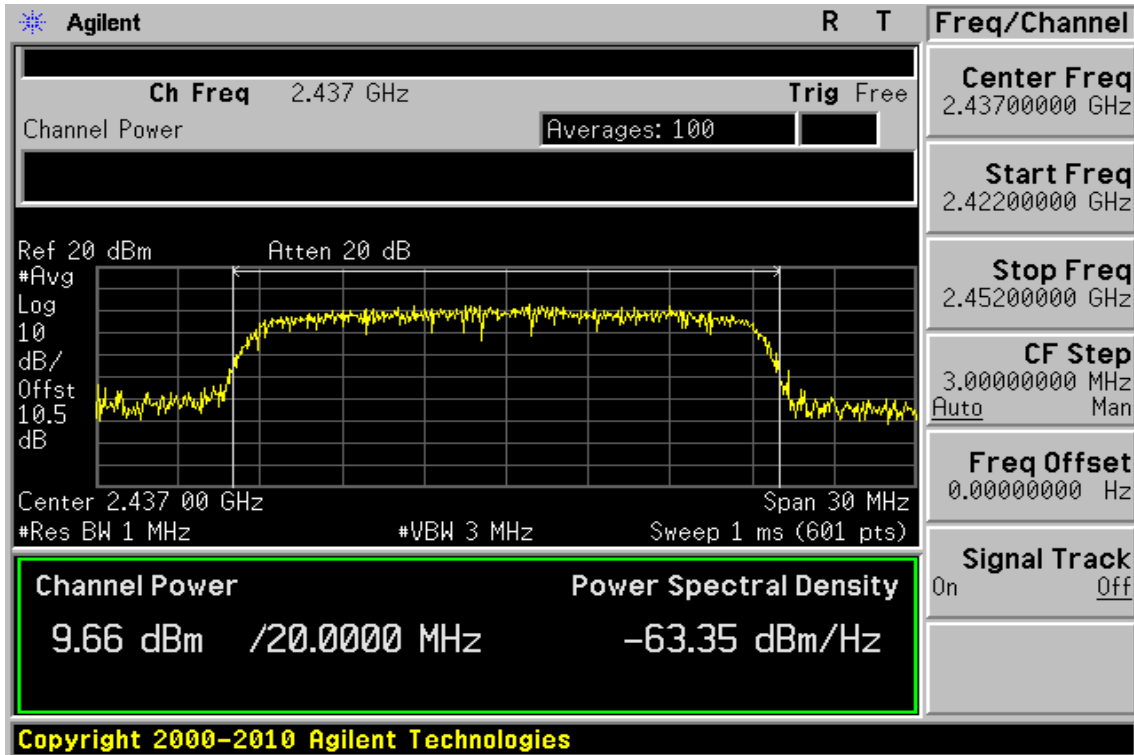 Agilent R T Freq/Channel
Ch Freq 2.437 GHz Trig Free
Channel Power Averages: 100
Center Freq
2.43700000 GHz
Start Freq
2.42200000 GHz
Stop Freq
2.45200000 GHz
CF Step
3.00000000 MHz
Auto Man
Freq Offset
0.00000000 Hz
Signal Track
On Off
Ref 20 dBm Atten 20 dB
#Avg
Log
10
dB/
Offst
10.5
dB
Center 2.437 00 GHz Span 30 MHz
#Res BW 1 MHz #VBW 3 MHz Sweep 1 ms (601 pts)
Channel Power Power Spectral Density
9.66 dBm /20.0000 MHz -63.35 dBm/Hz
Copyright 2000-2010 Agilent Technologies